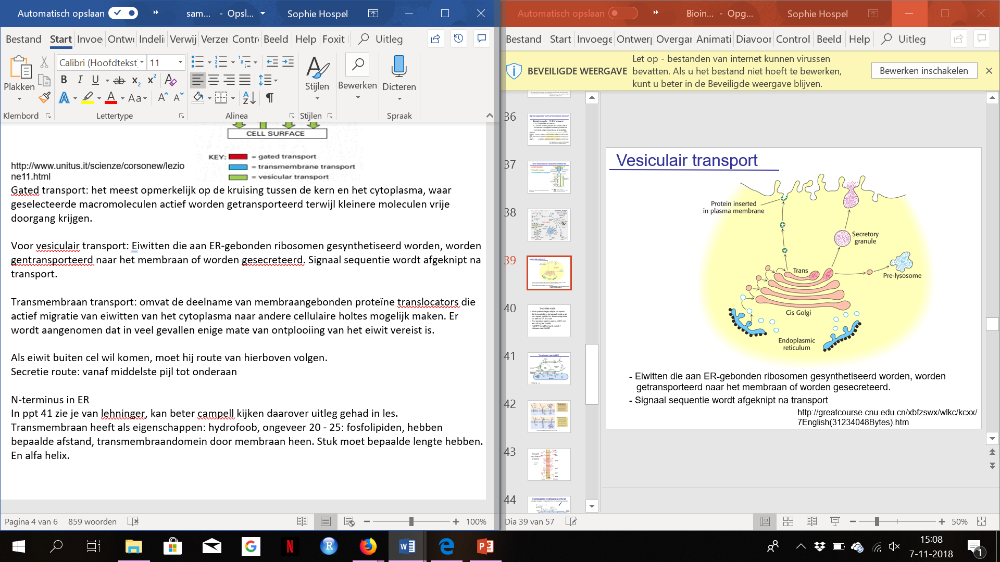 Automatisch opslaan
sam... - Opsl...
Sophie Hospel
Bestand Start Invoe Ontwe Indeli Verwij Verzer Contr Beeld Help Foxit Uitleg
Calibri (Hoofdtekst 11
Plakken
Stijlen
Bewerken
Dicteren
Klembord Lettertype Alinea Stijlen Spraak
CELL SURFACE
KEY: = gated transport
= transmembrane transport
= vesicular transport
http://www.unitus.it/scienze/corsonew/lezio
ne11.html
Gated transport: het meest opmerkelijk op de kruising tussen de kern en het cytoplasma, waar
geselecteerde macromoleculen actief worden getransporteerd terwijl kleinere moleculen vrije
doorgang krijgen.
Voor vesiculair transport: Eiwitten die aan ER-gebonden ribosomen gesynthetiseerd worden, worden
gentransporteerd naar het membraan of worden gesecreteerd. Signaal sequentie wordt afgeknipt na
transport.
Transmembraan transport: omvat de deelname van membraangebonden proteïne translocators die
actief migratie van eiwitten van het cytoplasma naar andere cellulaire holtes mogelijk maken. Er
wordt aangenomen dat in veel gevallen enige mate van ontplooiing van het eiwit vereist is.
Als eiwit buiten cel wil komen, moet hij route van hierboven volgen.
Secretie route: vanaf middelste pijl tot onderaan
N-terminus in ER
In ppt 41 zie je van lehninger, kan beter campell kijken daarover uitleg gehad in les.
Transmembraan heeft als eigenschappen: hydrofoob, ongeveer 20 - 25: fosfolipiden, hebben
bepaalde afstand, transmembraandomein door membraan heen. Stuk moet bepaalde lengte hebben.
En alfa helix.
Pagina 4 van 6 859 woorden 100%
Automatisch opslaan
Bioin... - Opg...
Sophie Hospel
Bestand Start Invoege Ontwerp Overgar Animati Diavoor Control Beeld Help Uitleg
BEVEILIGDE WEERGAVE
Let op - bestanden van internet kunnen virussen
bevatten. Als u het bestand niet hoeft te bewerken,
kunt u beter in de Beveiligde weergave blijven.
Bewerken inschakelen
36
37
38
39
40
Secretie route
41
42
43
44
Vesiculair transport
Protein inserted
in plasma membrane
Secretory
granule
Trans
Pre-lysosome
Cis Golgi
Endoplasmic
reticulum
- Eiwitten die aan ER-gebonden ribosomen gesynthetiseerd worden, worden
getransporteerd naar het membraan of worden gesecreteerd.
- Signaal sequentie wordt afgeknipt na transport
http://greatcourse.cnu.edu.cn/xbfzswx/wlkc/kcxx/
7English(31234048Bytes).htm
Dia 39 van 57 50%
15:08
7-11-2018
1